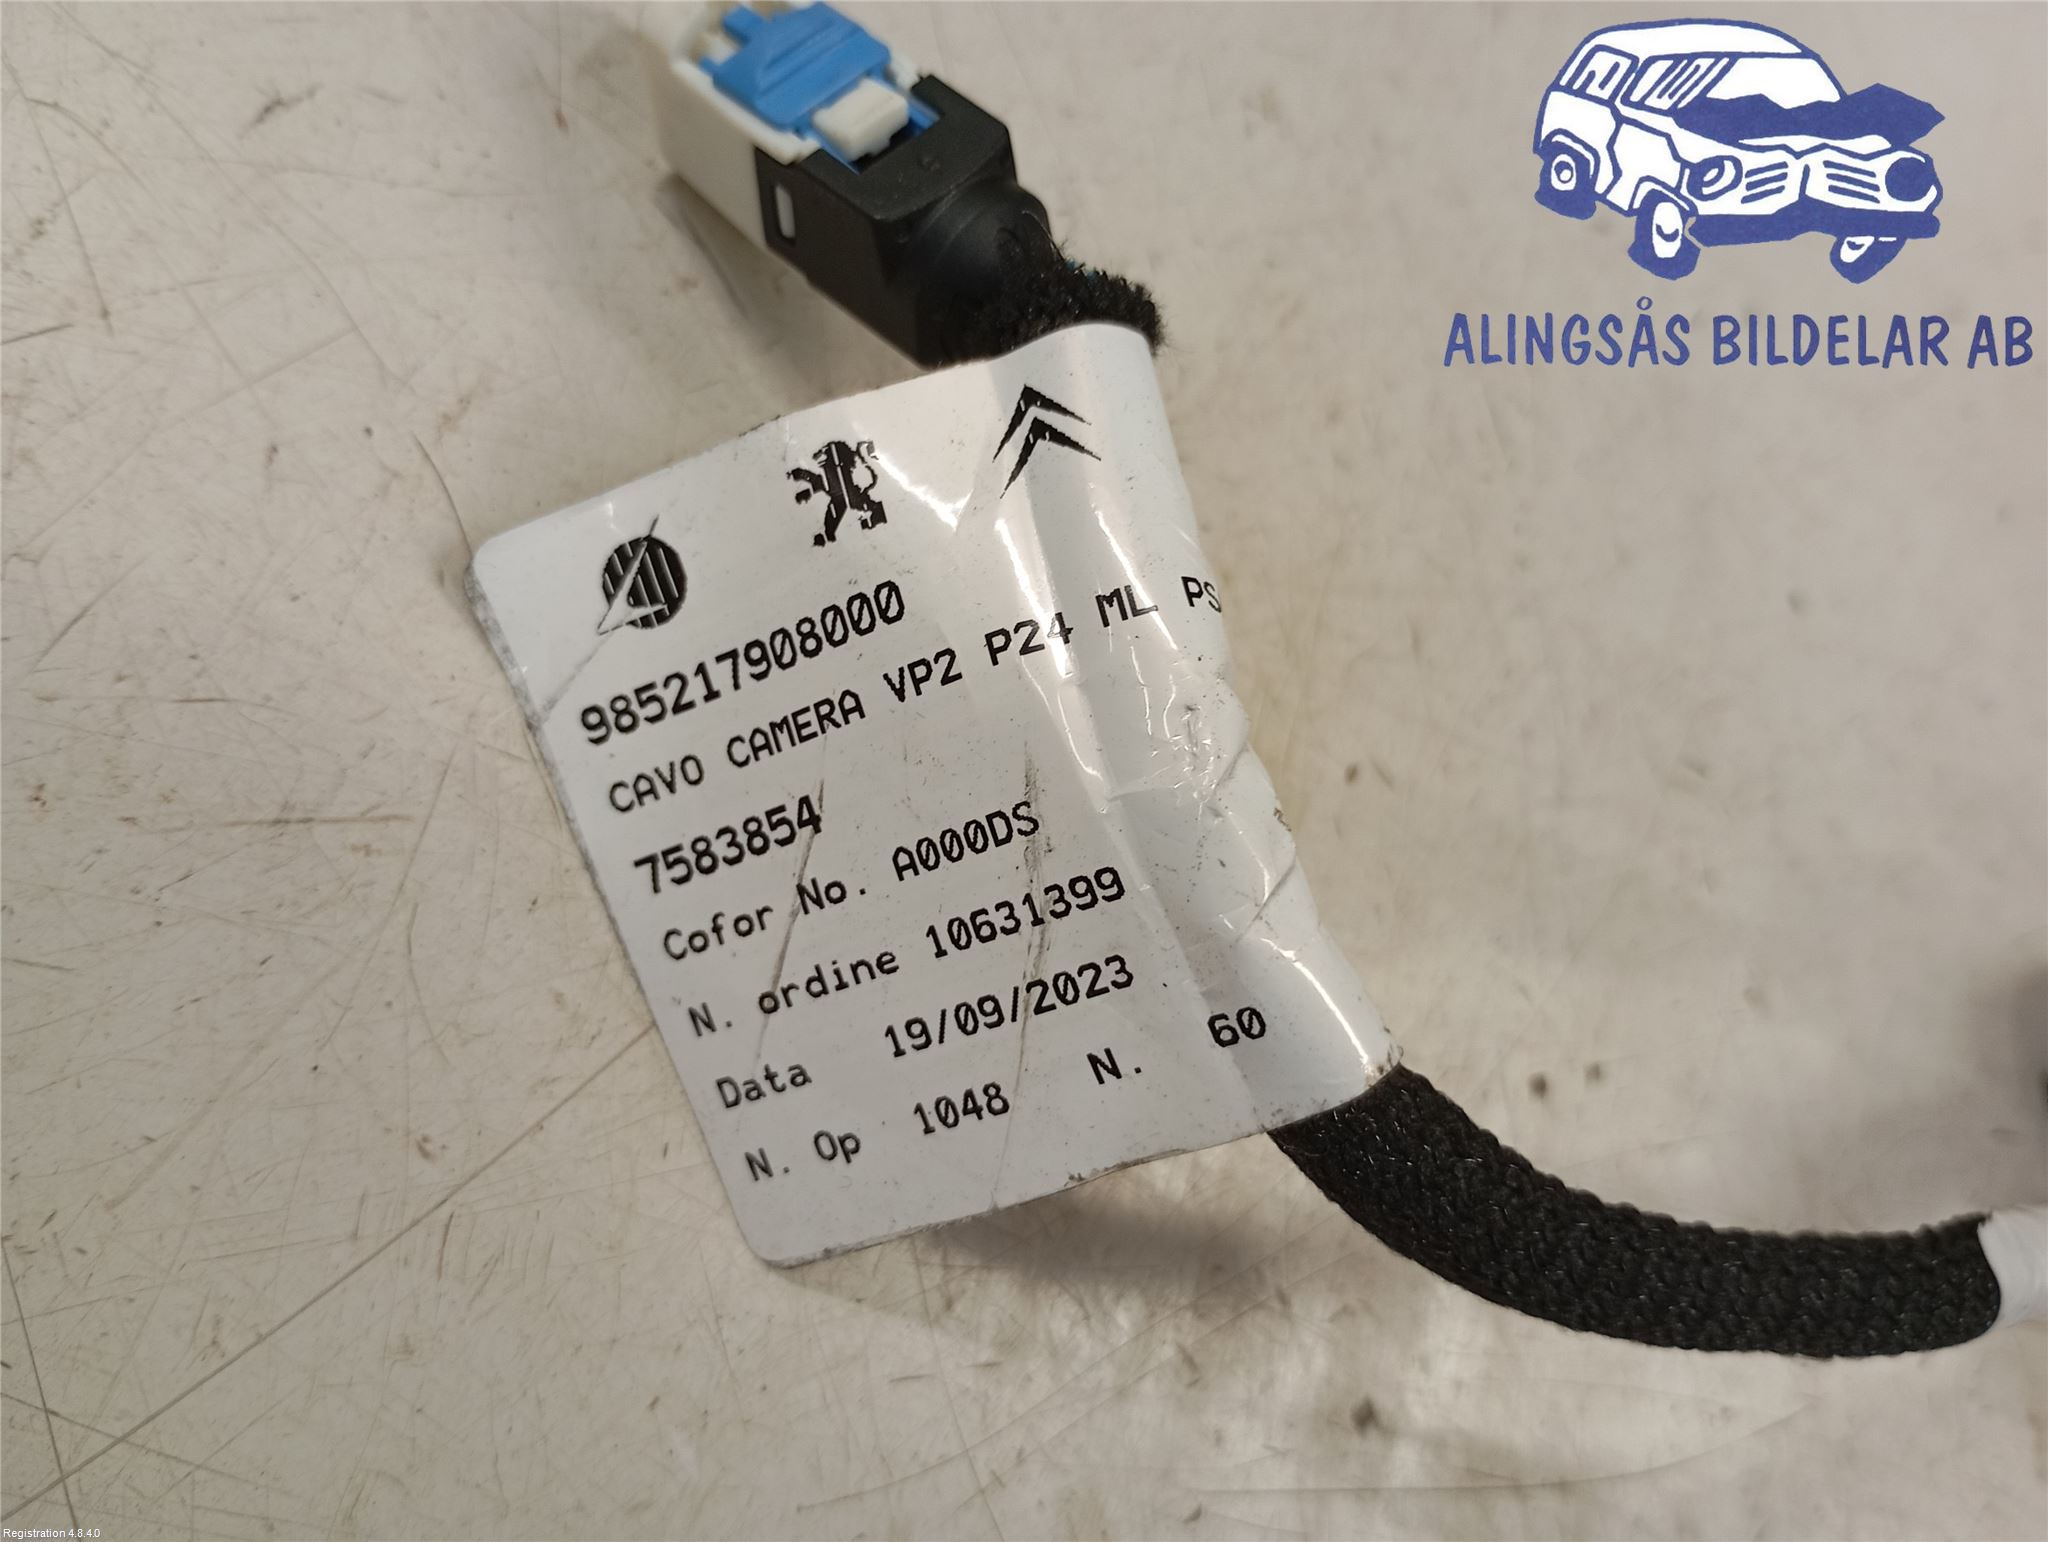 ALINGSÅS BILDELAR AB
985217908000
CAVO CAMERA VP2 P24 ML PS
7583854
Cofor No. A000DS
N. ordine 10631399
Data 19/09/2023
N. Op 1048 N. 60
Registration 4.8.4.0